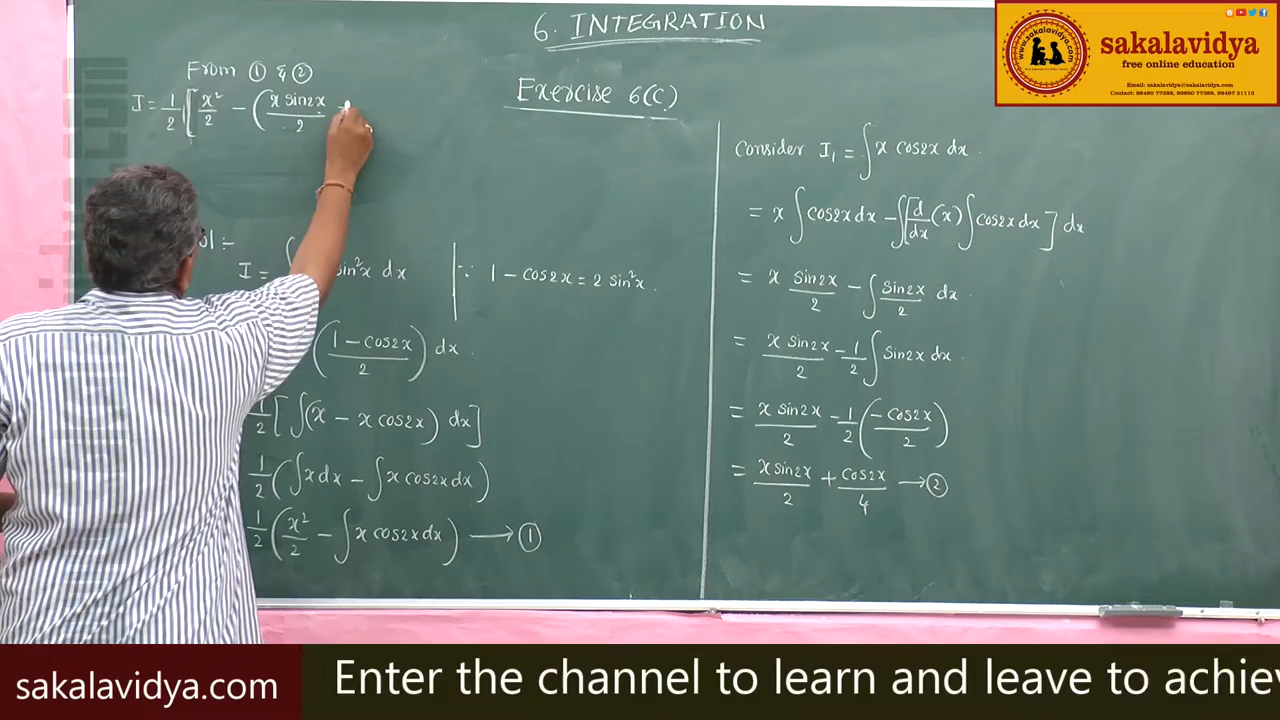 6. INTEGRATION
Exercise 6(C)
From ① & ②
I = 1/2 [ x²/2 − ( x sin2x / 2
I =
sin²x dx
∵ 1 − cos2x = 2 sin²x.
( (1 − cos2x) / 2 ) dx.
1/2 [ ∫(x − x cos2x) dx ]
1/2 ( ∫x dx − ∫x cos2x dx )
1/2 ( x²/2 − ∫x cos2x dx ) ⟶ ①
Consider I₁ = ∫x cos2x dx.
= x ∫cos2x dx − ∫[ d/dx (x) ∫cos2x dx ] dx
= x sin2x/2 − ∫ sin2x/2 dx.
= x sin2x/2 − 1/2 ∫ sin2x dx.
= x sin2x/2 − 1/2 ( −cos2x/2 )
= x sin2x/2 + cos2x/4 → ②
sakalavidya
free online education
sakalavidya.com
Enter the channel to learn and leave to achie